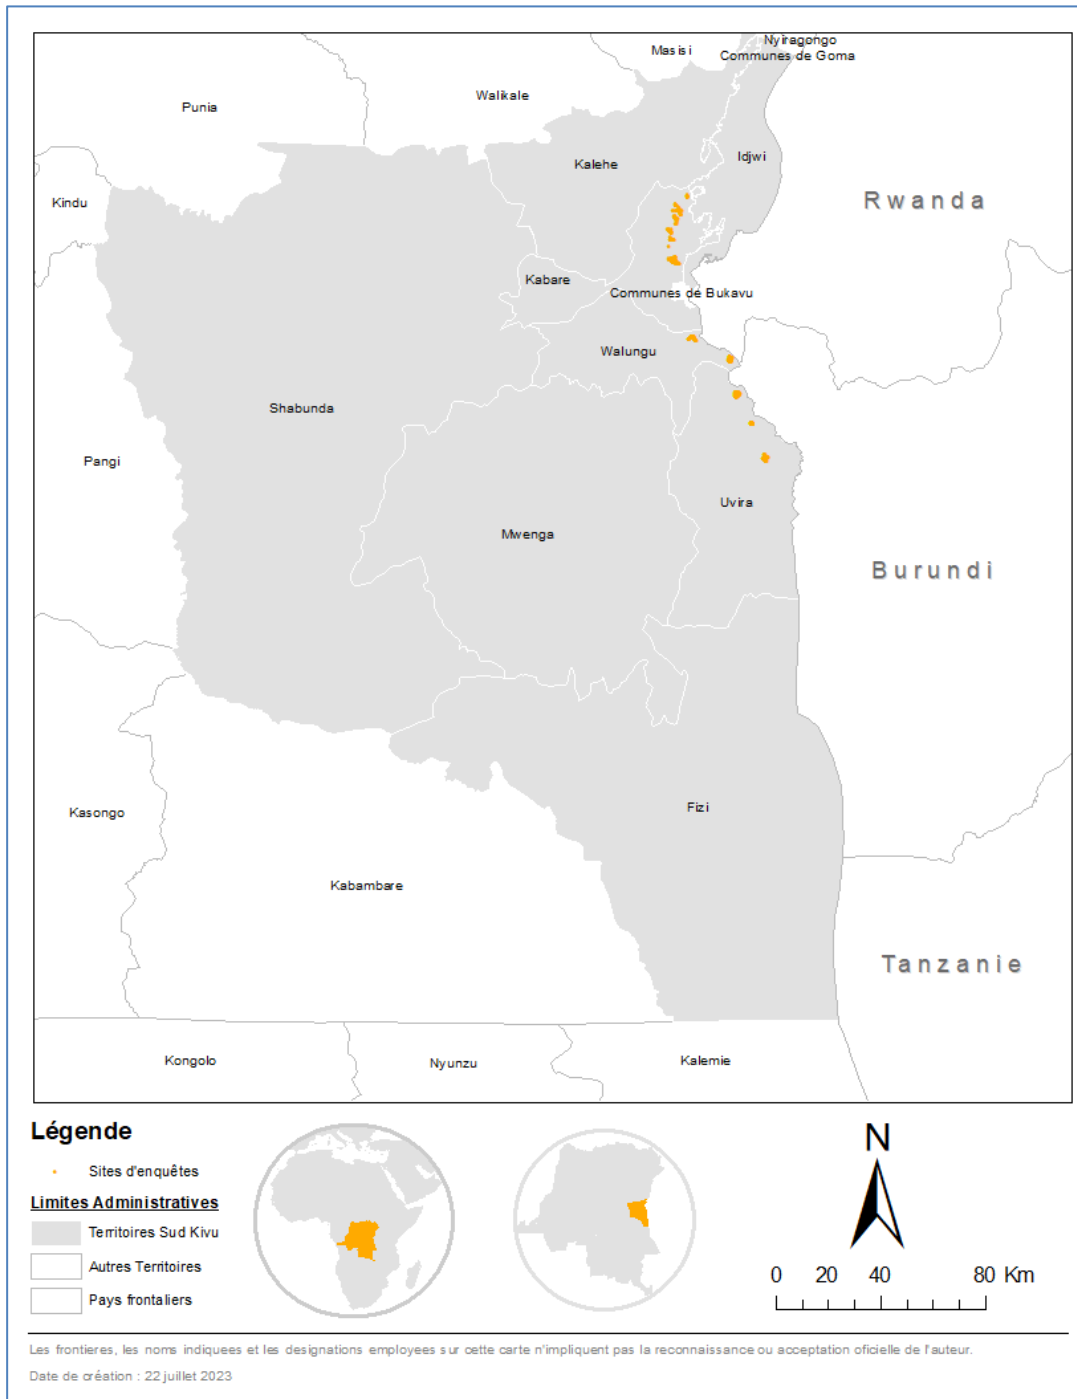 Nyiragongo
Masisi
Communes de Goma
Walikale
Punia
Idjwi
Kalehe
Rwanda
Kindu
Kabare
Communes de Bukavu
Walungu
Shabunda
Pangi
Uvira
Mwenga
Burundi
Fizi
Kasongo
Kabambare
Tanzanie
Kongolo
Nyunzu
Kalemie
Légende
Sites d'enquêtes
Limites Administratives
Territoires Sud Kivu
Autres Territoires
Pays frontaliers
N
0 20 40 80 Km
Les frontieres, les noms indiquees et les designations employees sur cette carte n'impliquent pas la reconnaissance ou acceptation oficielle de l'auteur.
Date de création : 22 juillet 2023